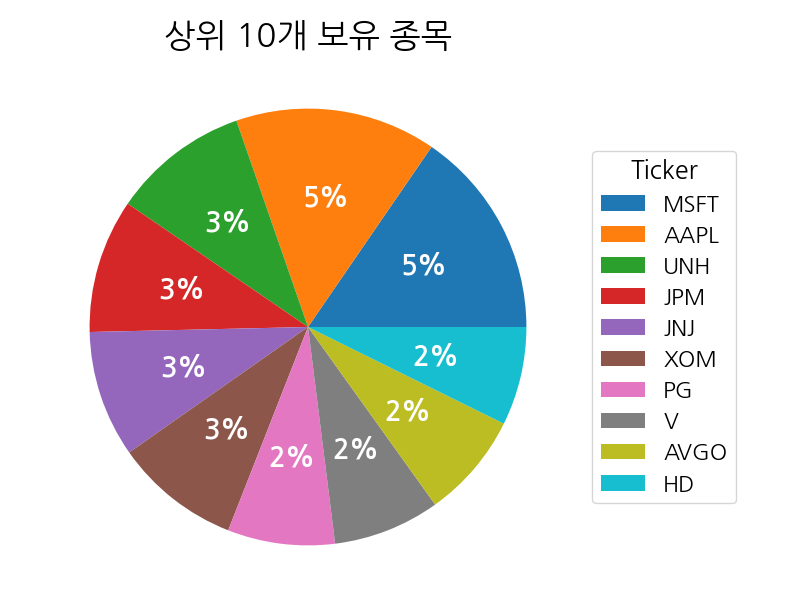 상위 10개 보유 종목
5%
5%
3%
3%
3%
3%
2%
2%
2%
2%
Ticker
MSFT
AAPL
UNH
JPM
JNJ
XOM
PG
V
AVGO
HD